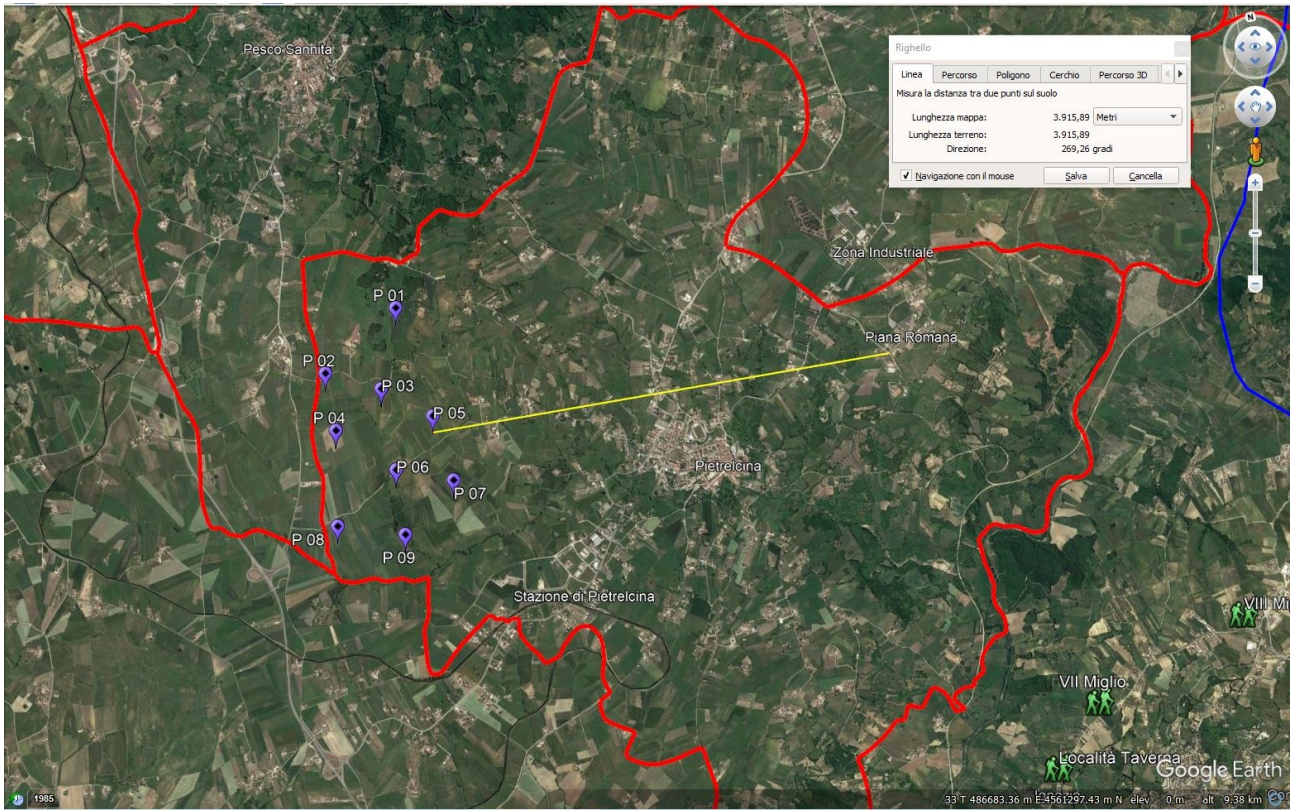 Pesco Sannita
N
Righello
Linea Percorso Poligono Cerchio Percorso 3D
Misura la distanza tra due punti sul suolo
Lunghezza mappa: 3.915,89 Metri
Lunghezza terreno: 3.915,89
Direzione: 269,26 gradi
Navigazione con il mouse Salva Cancella
Zona Industriale
P 01
Piana Romana
P 02
P 03
P 04
P 05
Pietrelcina
P 06
P 07
P 08
P 09
Stazione di Pietrelcina
VIII Mi
VII Miglio
Località Taverna
Google Earth
1985
33 T 486683.36 m E 4561297.43 m N elev 0 m alt 9.38 km